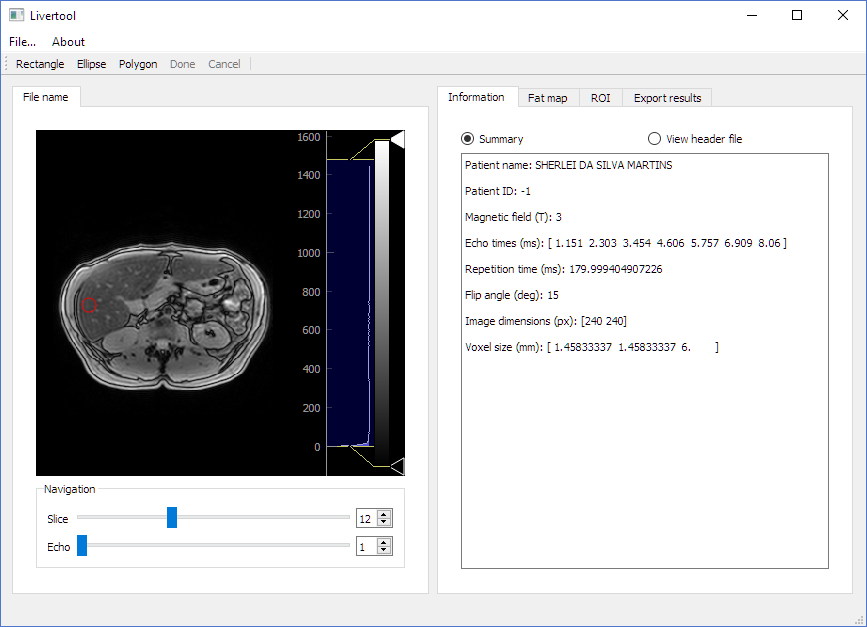 Livertool
File... About
Rectangle Ellipse Polygon Done Cancel
File name
1600
1400
1200
1000
800
600
400
200
0
Navigation
Slice 12
Echo 1
Information Fat map ROI Export results
Summary View header file
Patient name: SHERLEI DA SILVA MARTINS
Patient ID: -1
Magnetic field (T): 3
Echo times (ms): [ 1.151 2.303 3.454 4.606 5.757 6.909 8.06 ]
Repetition time (ms): 179.999404907226
Flip angle (deg): 15
Image dimensions (px): [240 240]
Voxel size (mm): [ 1.45833337 1.45833337 6. ]